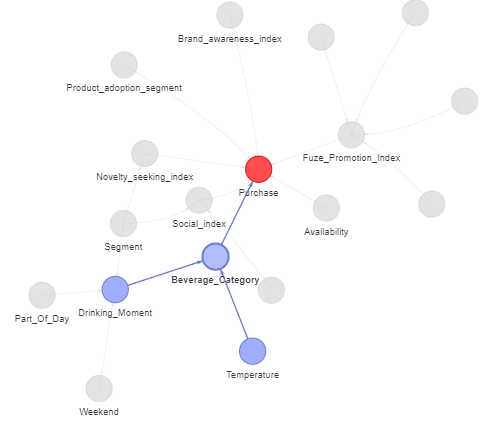 Brand_awareness_index
Product_adoption_segment
Fuze_Promotion_Index
Novelty_seeking_index
Purchase
Social_index
Availability
Segment
Beverage_Category
Drinking_Moment
Part_Of_Day
Temperature
Weekend